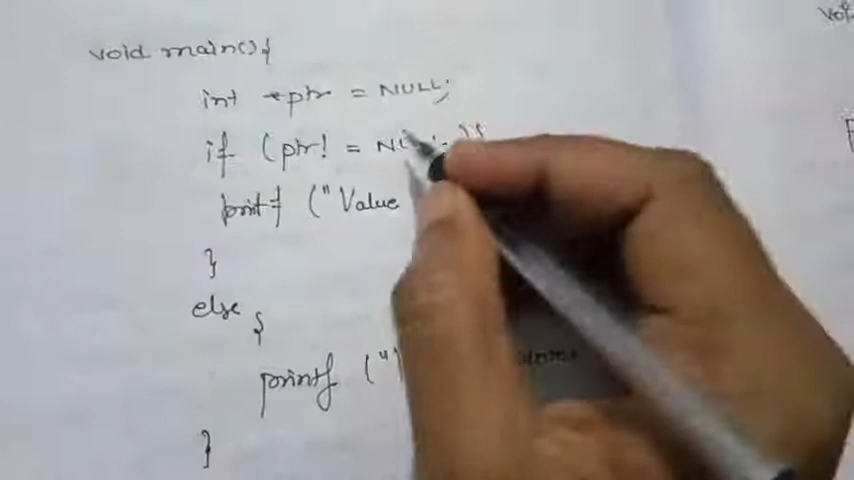 void main(){
int *ptr = NULL;
if (ptr! =
printf ("Value
}
else {
printf ("
}